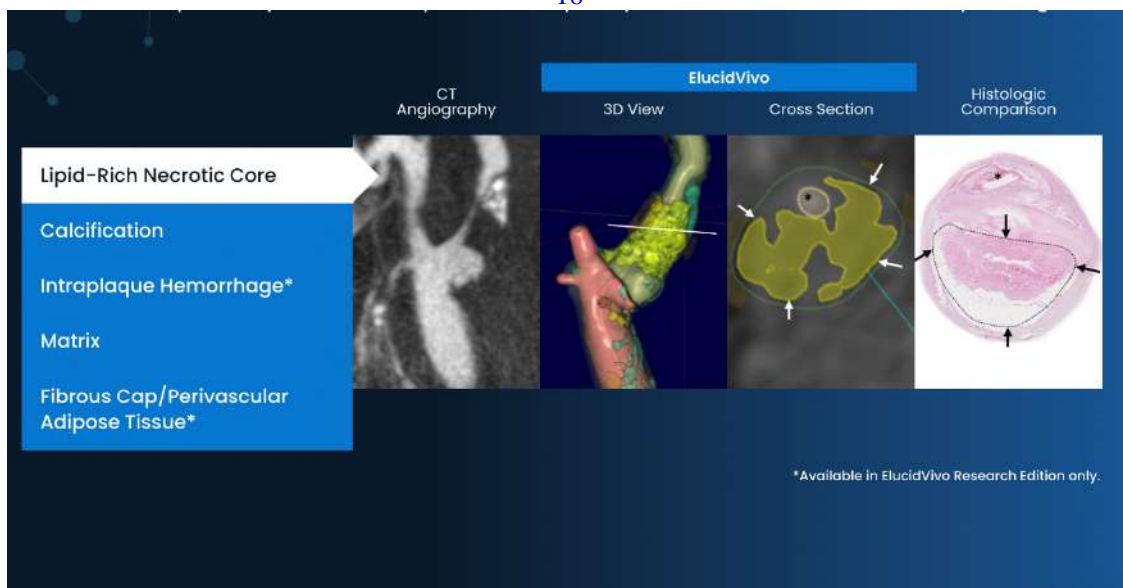 ElucidVivo
CT
Angiography
3D View
Cross Section
Histologic
Comparison
Lipid-Rich Necrotic Core
Calcification
Intraplaque Hemorrhage*
Matrix
Fibrous Cap/Perivascular
Adipose Tissue*
*Available in ElucidVivo Research Edition only.